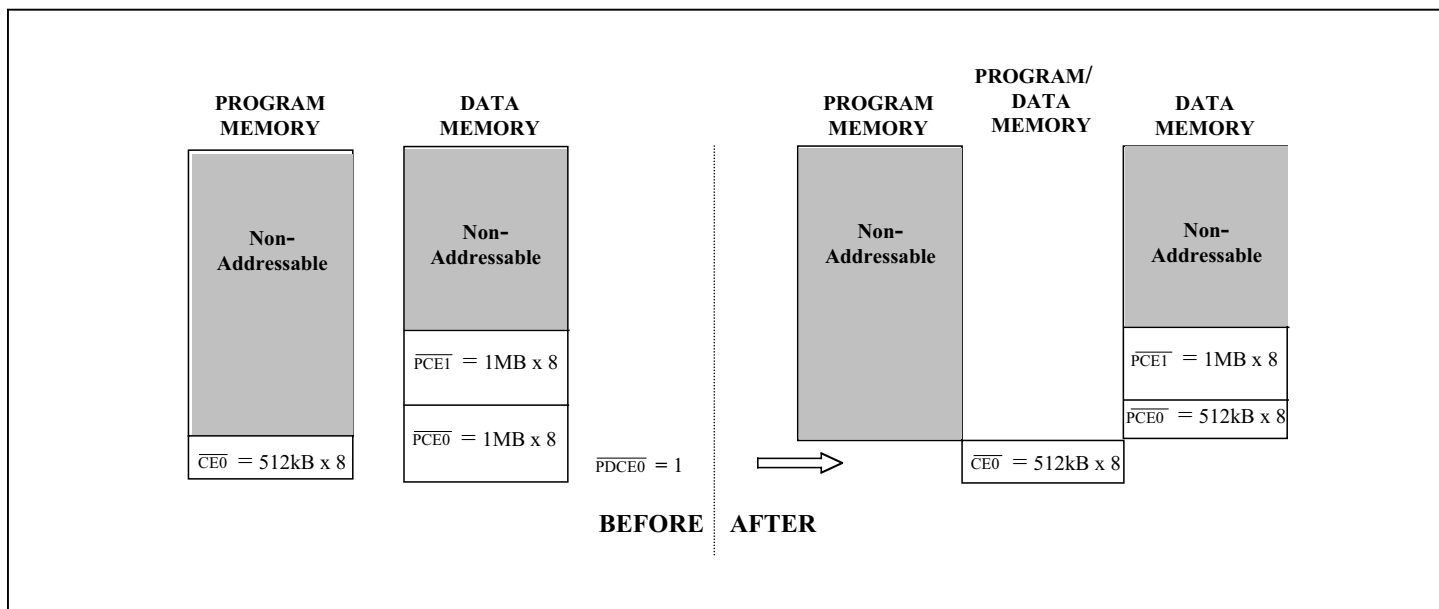 PROGRAM
MEMORY
DATA
MEMORY
Non-
Addressable
Non-
Addressable
PCE1 = 1MB x 8
PCE0 = 1MB x 8
CE0 = 512kB x 8
PDCE0 = 1
BEFORE
AFTER
PROGRAM
MEMORY
PROGRAM/
DATA
MEMORY
DATA
MEMORY
Non-
Addressable
Non-
Addressable
PCE1 = 1MB x 8
PCE0 = 512kB x 8
CE0 = 512kB x 8